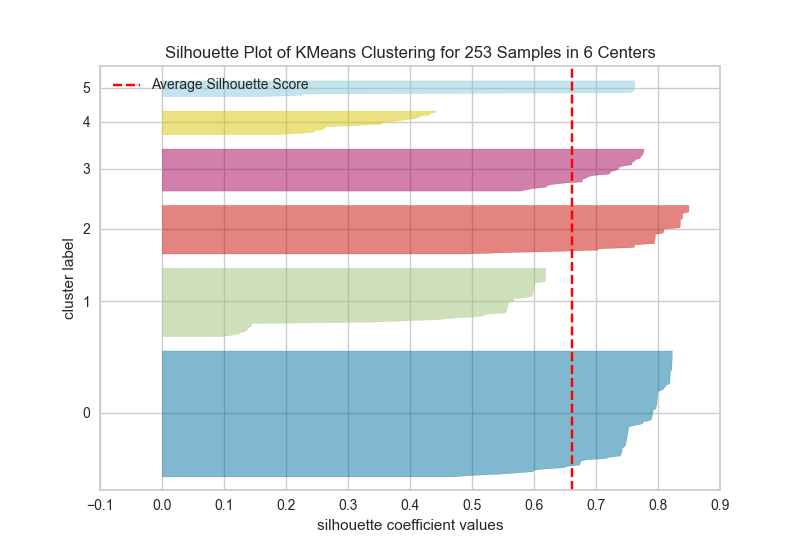 Silhouette Plot of KMeans Clustering for 253 Samples in 6 Centers
Average Silhouette Score
5
4
3
2
1
0
cluster label
−0.1 0.0 0.1 0.2 0.3 0.4 0.5 0.6 0.7 0.8 0.9
silhouette coefficient values